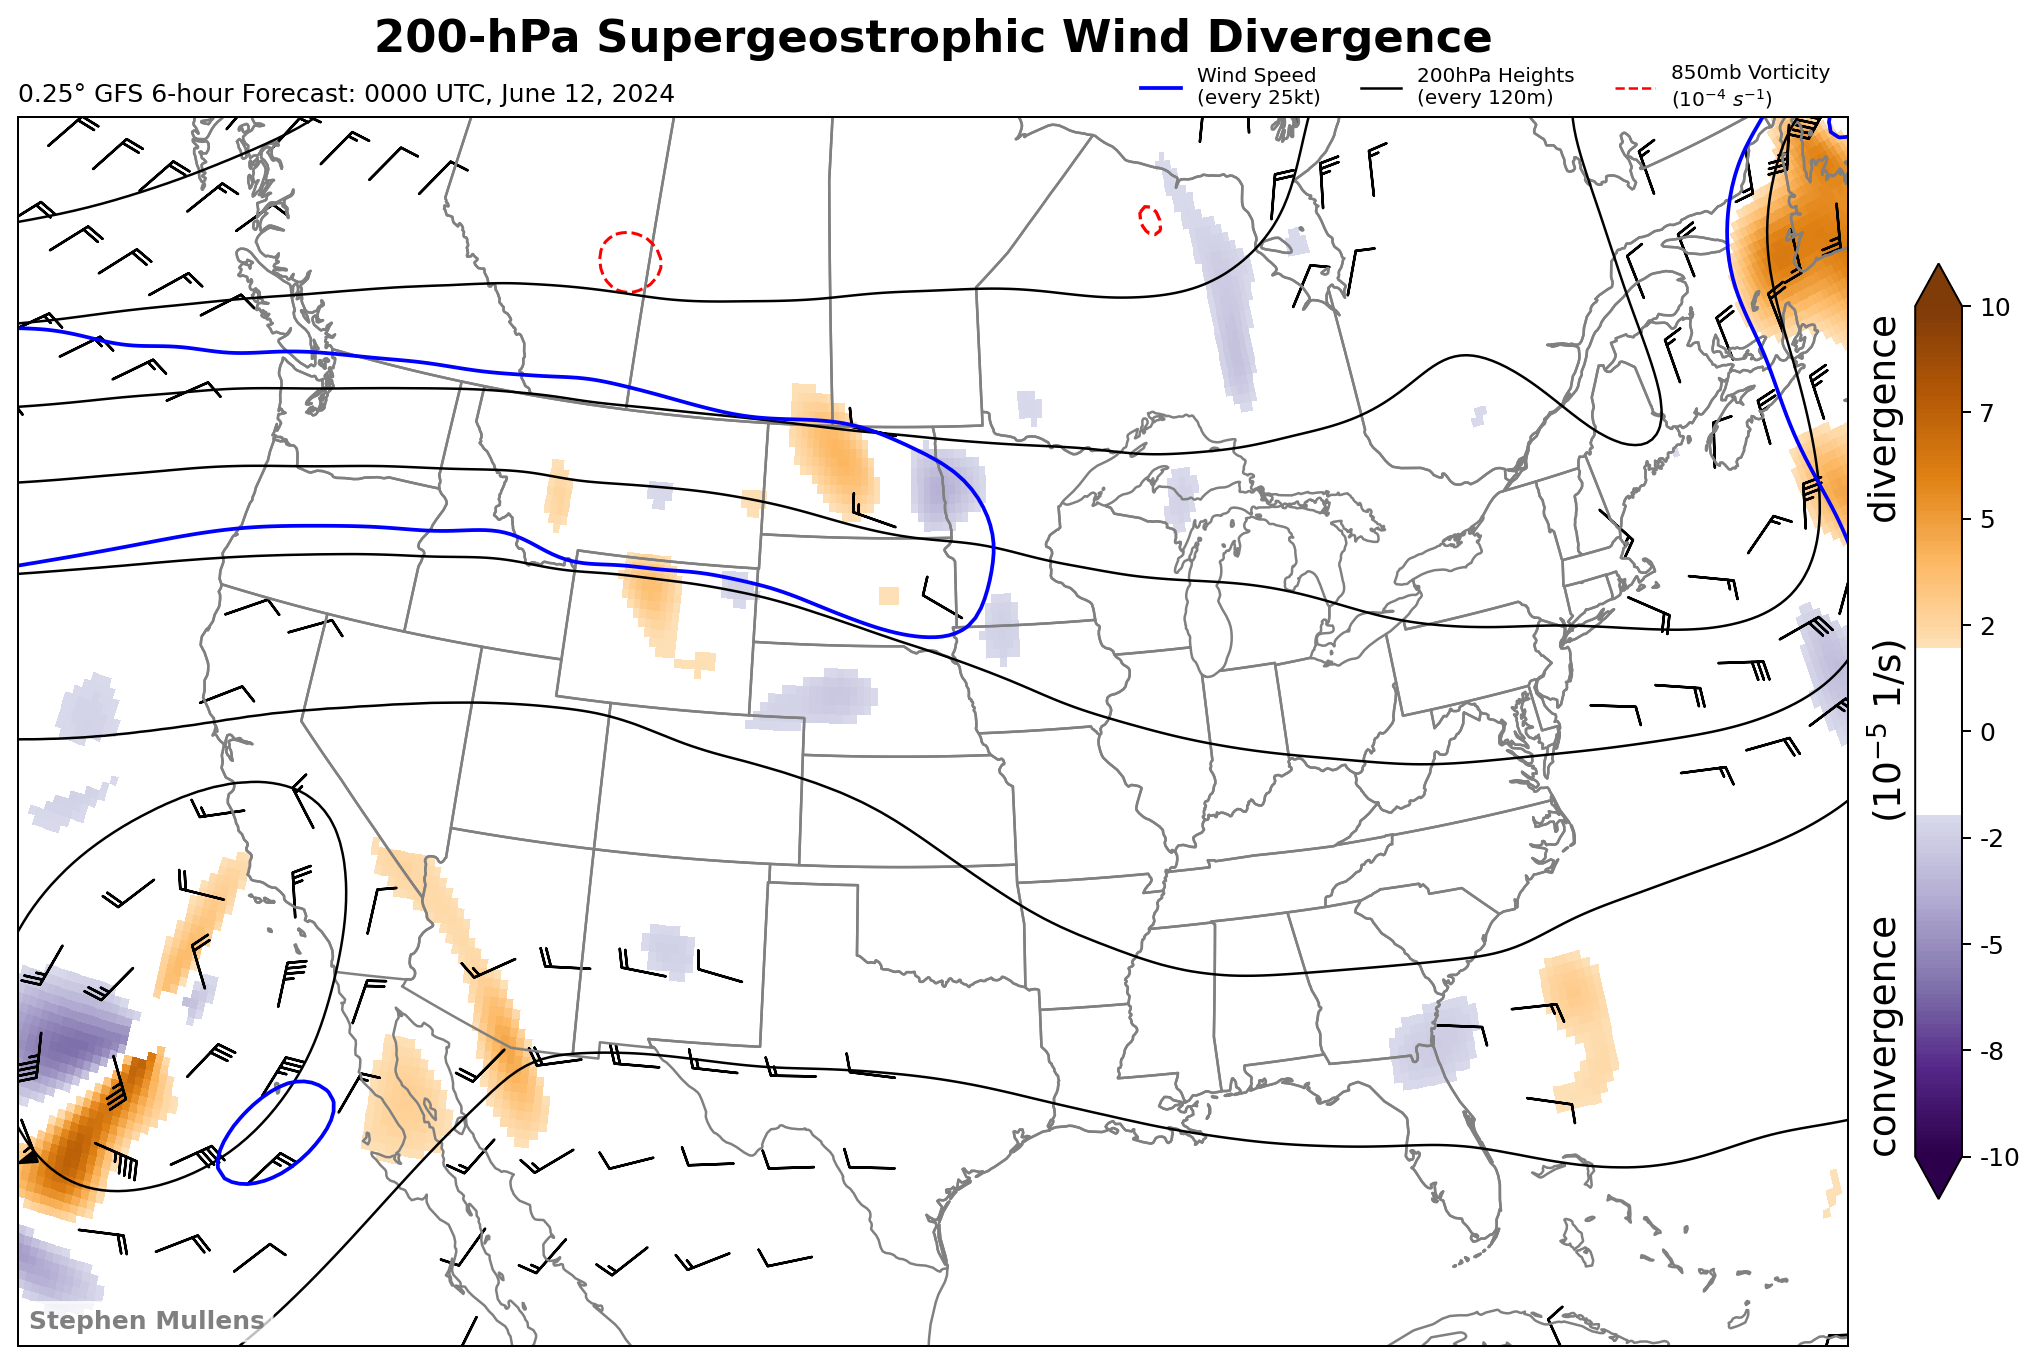 200-hPa Supergeostrophic Wind Divergence
0.25° GFS 6-hour Forecast: 0000 UTC, June 12, 2024
Wind Speed
(every 25kt)
200hPa Heights
(every 120m)
850mb Vorticity
(10⁻⁴ s⁻¹)
10
7
5
2
0
-2
-5
-8
-10
convergence (10⁻⁵ 1/s) divergence
Stephen Mullens